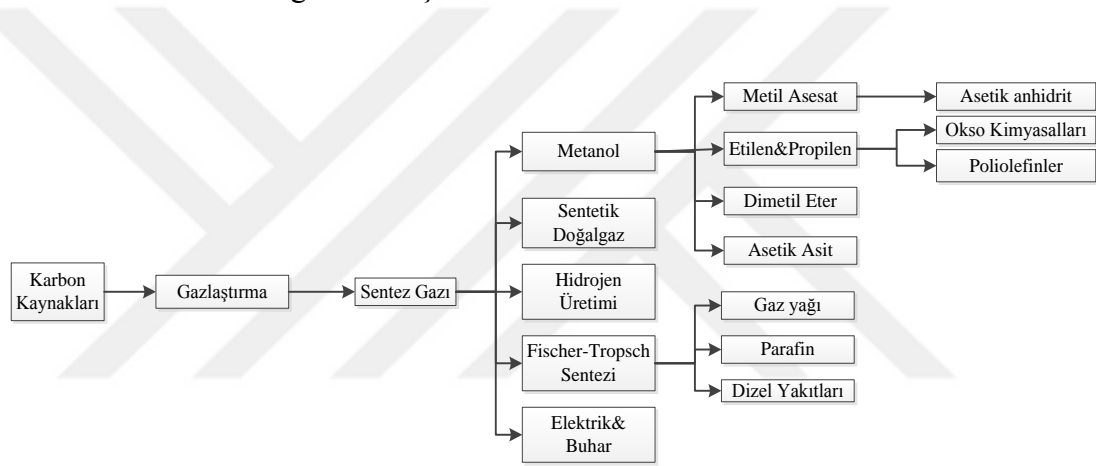 Metil Asesat
Asetik anhidrit
Okso Kimyasalları
Metanol
Etilen&Propilen
Poliolefinler
Sentetik
Doğalgaz
Dimetil Eter
Asetik Asit
Karbon
Kaynakları
Gazlaştırma
Sentez Gazı
Hidrojen
Üretimi
Gaz yağı
Fischer-Tropsch
Sentezi
Parafin
Dizel Yakıtları
Elektrik&
Buhar